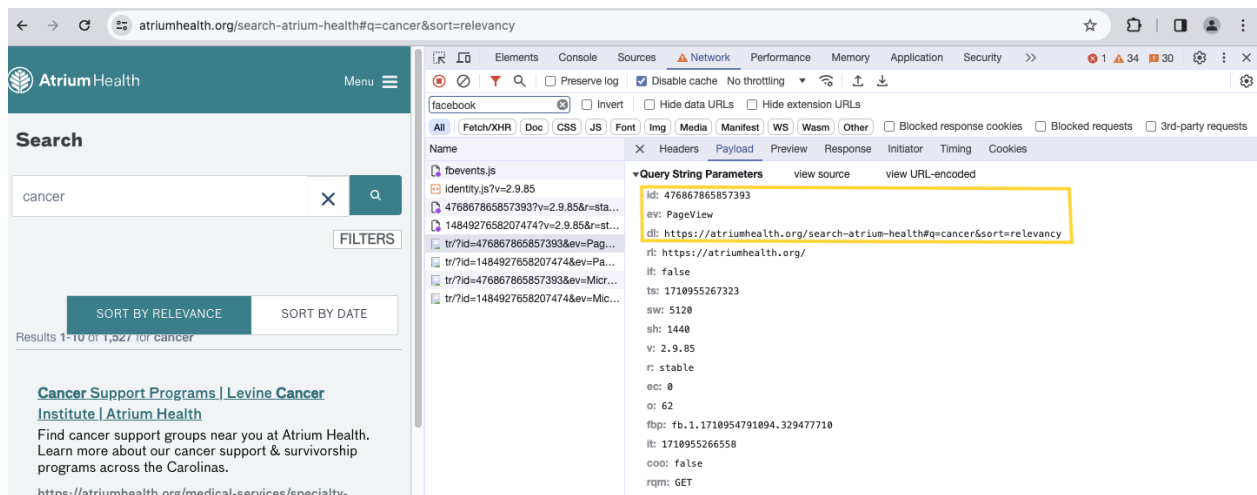 atriumhealth.org/search-atrium-health#q=cancer&sort=relevancy
Atrium Health
Menu
Search
cancer
FILTERS
SORT BY RELEVANCE
SORT BY DATE
Results 1-10 of 1,527 for cancer
Cancer Support Programs | Levine Cancer
Institute | Atrium Health
Find cancer support groups near you at Atrium Health.
Learn more about our cancer support & survivorship
programs across the Carolinas.
https://atriumhealth.org/medical-services/specialty-
Elements Console Sources Network Performance Memory Application Security >> 1 34 30
Preserve log Disable cache No throttling
facebook Invert Hide data URLs Hide extension URLs
All Fetch/XHR Doc CSS JS Font Img Media Manifest WS Wasm Other Blocked response cookies Blocked requests 3rd-party requests
Name
fbevents.js
identity.js?v=2.9.85
476867865857393?v=2.9.85&r=sta...
1484927658207474?v=2.9.85&r=st...
tr/?id=476867865857393&ev=Pag...
tr/?id=1484927658207474&ev=Pa...
tr/?id=476867865857393&ev=Micr...
tr/?id=1484927658207474&ev=Mic...
Headers Payload Preview Response Initiator Timing Cookies
Query String Parameters view source view URL-encoded
id: 476867865857393
ev: PageView
dl: https://atriumhealth.org/search-atrium-health#q=cancer&sort=relevancy
rl: https://atriumhealth.org/
if: false
ts: 1710955267323
sw: 5120
sh: 1440
v: 2.9.85
r: stable
ec: 0
o: 62
fbp: fb.1.1710954791094.329477710
it: 1710955266558
coo: false
rqm: GET